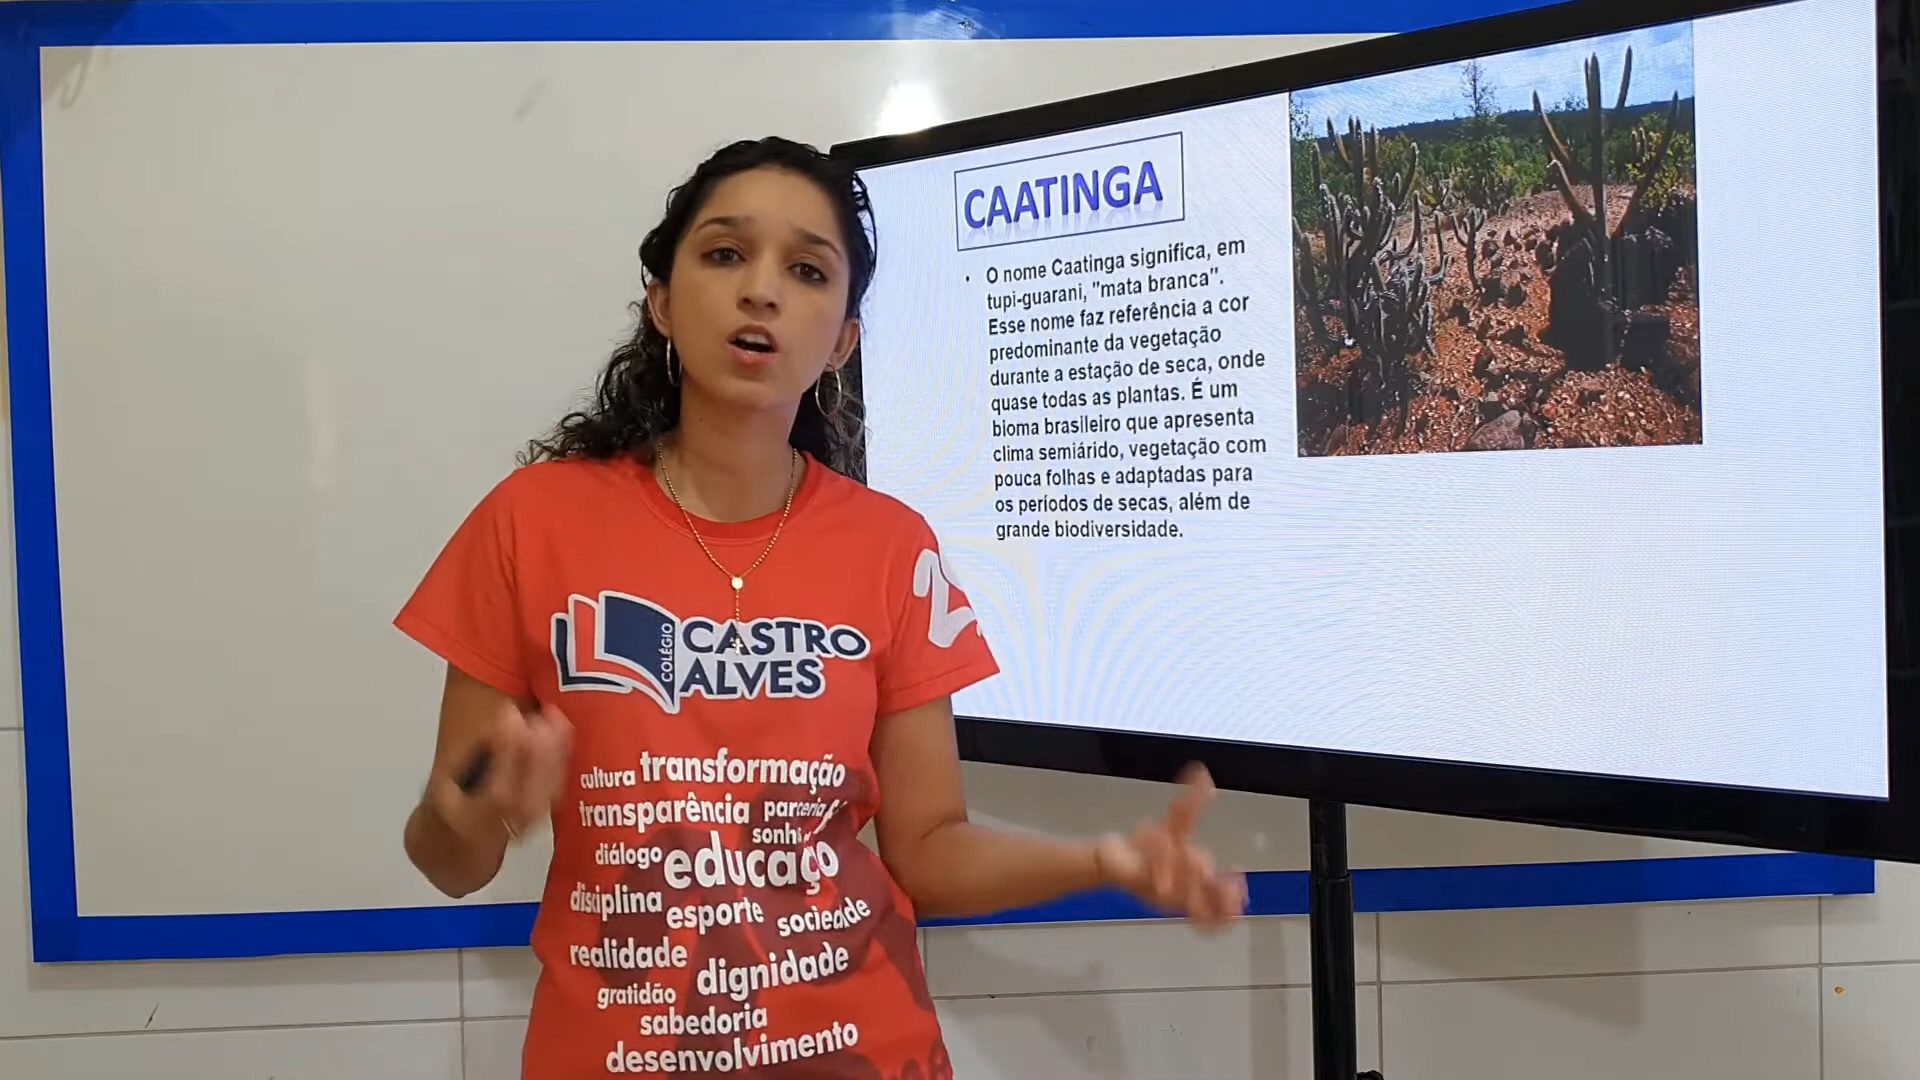 CAATINGA
• O nome Caatinga significa, em
tupi-guarani, "mata branca".
Esse nome faz referência a cor
predominante da vegetação
durante a estação de seca, onde
quase todas as plantas. É um
bioma brasileiro que apresenta
clima semiárido, vegetação com
pouca folhas e adaptadas para
os períodos de secas, além de
grande biodiversidade.
COLÉGIO
CASTRO
ALVES
cultura transformação
transparência parceria
diálogo
educaço
disciplina esporte sociedade
realidade dignidade
gratidão
sabedoria
desenvolvimento